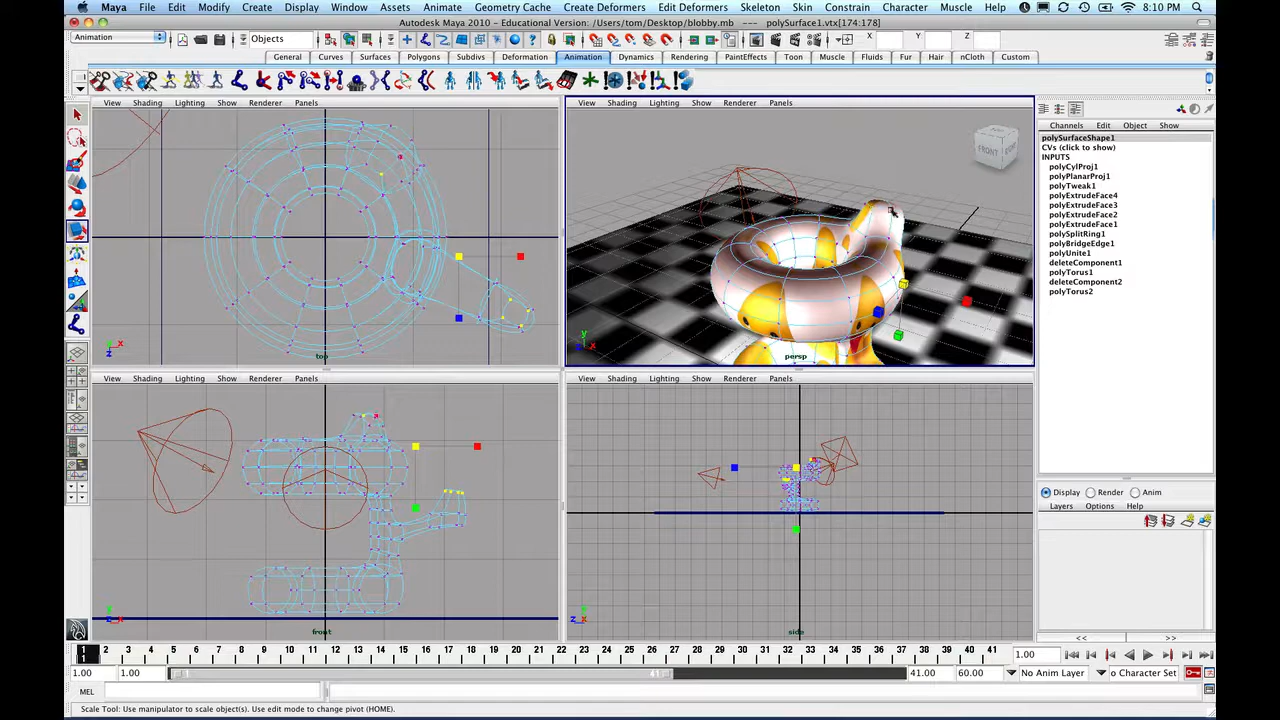 Maya File Edit Modify Create Display Window Assets Animate Geometry Cache Create Deformers Edit Deformers Skeleton Skin Constrain Character Muscle Help 8:10 PM
Autodesk Maya 2010 - Educational Version: /Users/tom/Desktop/blobby.mb --- polySurface1.vtx[174:178]
Animation Objects X Y Z
General Curves Surfaces Polygons Subdivs Deformation Animation Dynamics Rendering PaintEffects Toon Muscle Fluids Fur Hair nCloth Custom
View Shading Lighting Show Renderer Panels
View Shading Lighting Show Renderer Panels
Channels Edit Object Show
polySurfaceShape1
CVs (click to show)
INPUTS
polyCylProj1
polyPlanarProj1
polyTweak1
polyExtrudeFace4
polyExtrudeFace3
polyExtrudeFace2
polyExtrudeFace1
polySplitRing1
polyBridgeEdge1
polyUnite1
deleteComponent1
polyTorus1
deleteComponent2
polyTorus2
FRONT
top
persp
View Shading Lighting Show Renderer Panels
View Shading Lighting Show Renderer Panels
front
side
Display Render Anim
Layers Options Help
<< >>
1 2 3 4 5 6 7 8 9 10 11 12 13 14 15 16 17 18 19 20 21 22 23 24 25 26 27 28 29 30 31 32 33 34 35 36 37 38 39 40 41
1
1.00
1.00 1.00 1 41 41.00 60.00 No Anim Layer o Character Set
MEL
Scale Tool: Use manipulator to scale object(s). Use edit mode to change pivot (HOME).